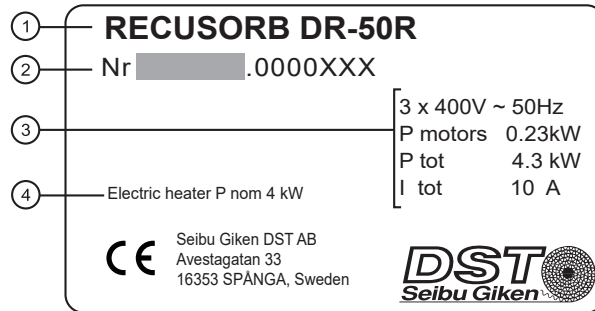 1
RECUSORB DR-50R
2
Nr .0000XXX
3
3 x 400V ~ 50Hz
P motors 0.23kW
P tot 4.3 kW
I tot 10 A
4
Electric heater P nom 4 kW
CE
Seibu Giken DST AB
Avestagatan 33
16353 SPÅNGA, Sweden
DST
Seibu Giken